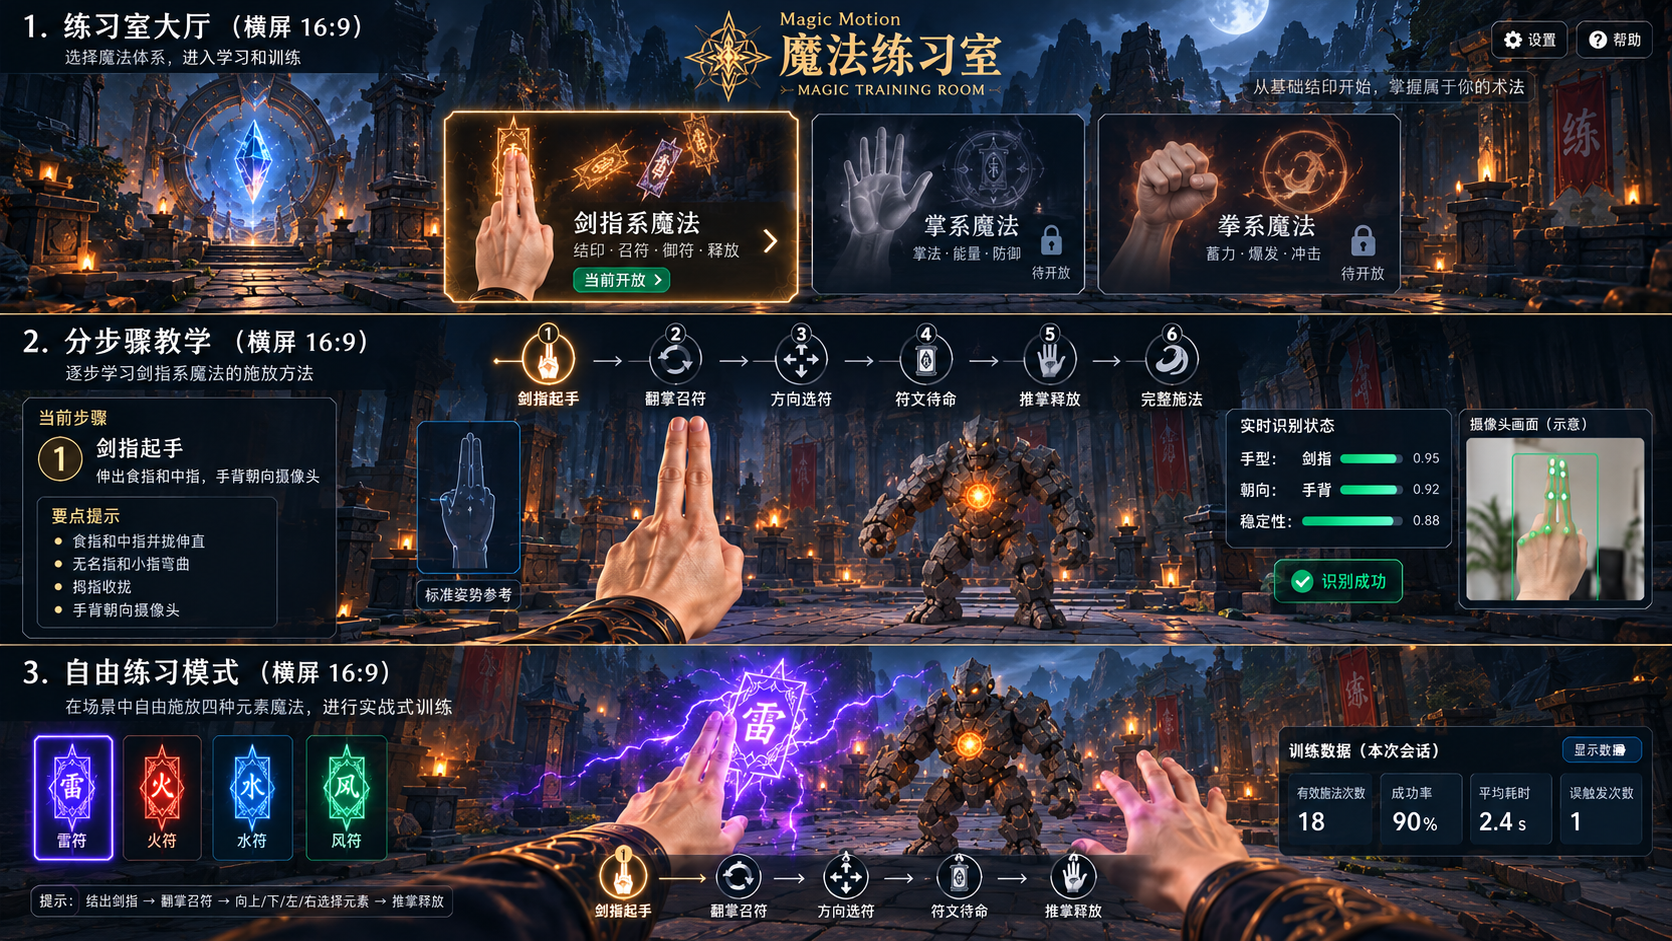 1. 练习室大厅 （横屏 16:9）
选择魔法体系，进入学习和训练
Magic Motion
魔法练习室
MAGIC TRAINING ROOM
设置
帮助
从基础结印开始，掌握属于你的术法
练
雷
剑指系魔法
结印 · 召符 · 御符 · 释放
当前开放 >
掌系魔法
掌法 · 能量 · 防御
待开放
拳系魔法
蓄力 · 爆发 · 冲击
待开放
2. 分步骤教学 （横屏 16:9）
逐步学习剑指系魔法的施放方法
1
剑指起手
2
翻掌召符
3
方向选符
4
符文待命
5
推掌释放
6
完整施法
当前步骤
1
剑指起手
伸出食指和中指，手背朝向摄像头
要点提示
食指和中指并拢伸直
无名指和小指弯曲
拇指收拢
手背朝向摄像头
标准姿势参考
实时识别状态
手型： 剑指 0.95
朝向： 手背 0.92
稳定性： 0.88
识别成功
摄像头画面（示意）
3. 自由练习模式 （横屏 16:9）
在场景中自由施放四种元素魔法，进行实战式训练
雷
雷符
火
火符
水
水符
风
风符
雷
练
提示： 结出剑指 → 翻掌召符 → 向上/下/左/右选择元素 → 推掌释放
1
剑指起手
翻掌召符
方向选符
符文待命
推掌释放
训练数据（本次会话）
显示数据
有效施法次数
18
成功率
90%
平均耗时
2.4 s
误触发次数
1